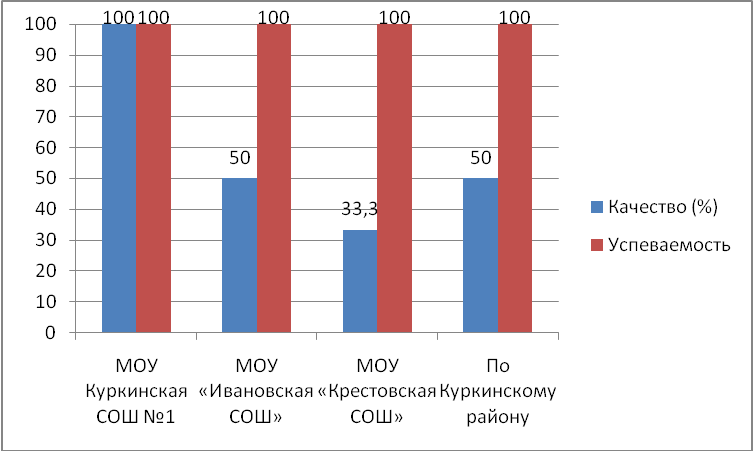 100 100 100 100 100
100
90
80
70
60
50
40
30
20
10
0
50
33,3
50
МОУ
Куркинская
СОШ №1
МОУ
«Ивановская
СОШ»
МОУ
«Крестовская
СОШ»
По
Куркинскому
району
Качество (%)
Успеваемость